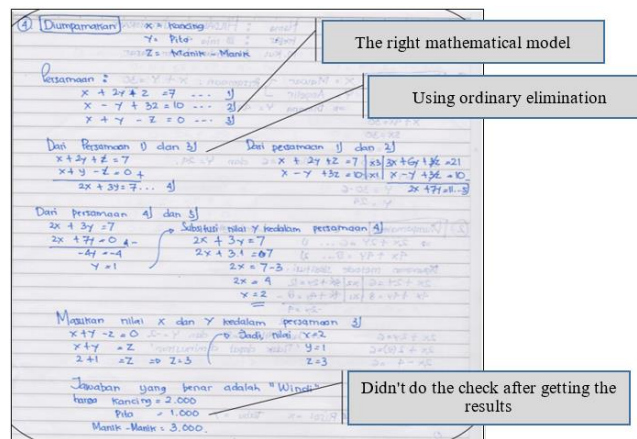 ④ Diumpamakan x = Kancing
Y = Pita
Z = Manik - Manik
The right mathematical model
Persamaan :
x + 2y + z = 7 ... 1)
x - y + 3z = 10 ... 2)
x + y - z = 0 ... 3)
Using ordinary elimination
Dari Persamaan 1) dan 3)
x + 2y + z = 7
x + y - z = 0 +
2x + 3y = 7 ... 4)
Dari persamaan 1) dan 2)
x + 2y + z = 7 |x3| 3x + 6y + 3z = 21
x - y + 3z = 10 |x1| x - y + 3z = 10 -
2x + 7y = 11 ... 5)
Dari persamaan 4) dan 5)
2x + 3y = 7
-4y = -4
y = 1
Substitusi nilai y kedalam persamaan 4)
2x + 3y = 7
2x + 3.1 = 7
2x = 7-3
2x = 4
x = 2
Masukan nilai x dan y kedalam persamaan 3)
x + y - z = 0
x + y = z
2 + 1 = z => z = 3
Jadi, nilai x = 2
y = 1
z = 3
Jawaban yang benar adalah "Windi"
harga Kancing = 2.000
Pita = 1.000
Manik - Manik = 3.000.
Didn't do the check after getting the
results